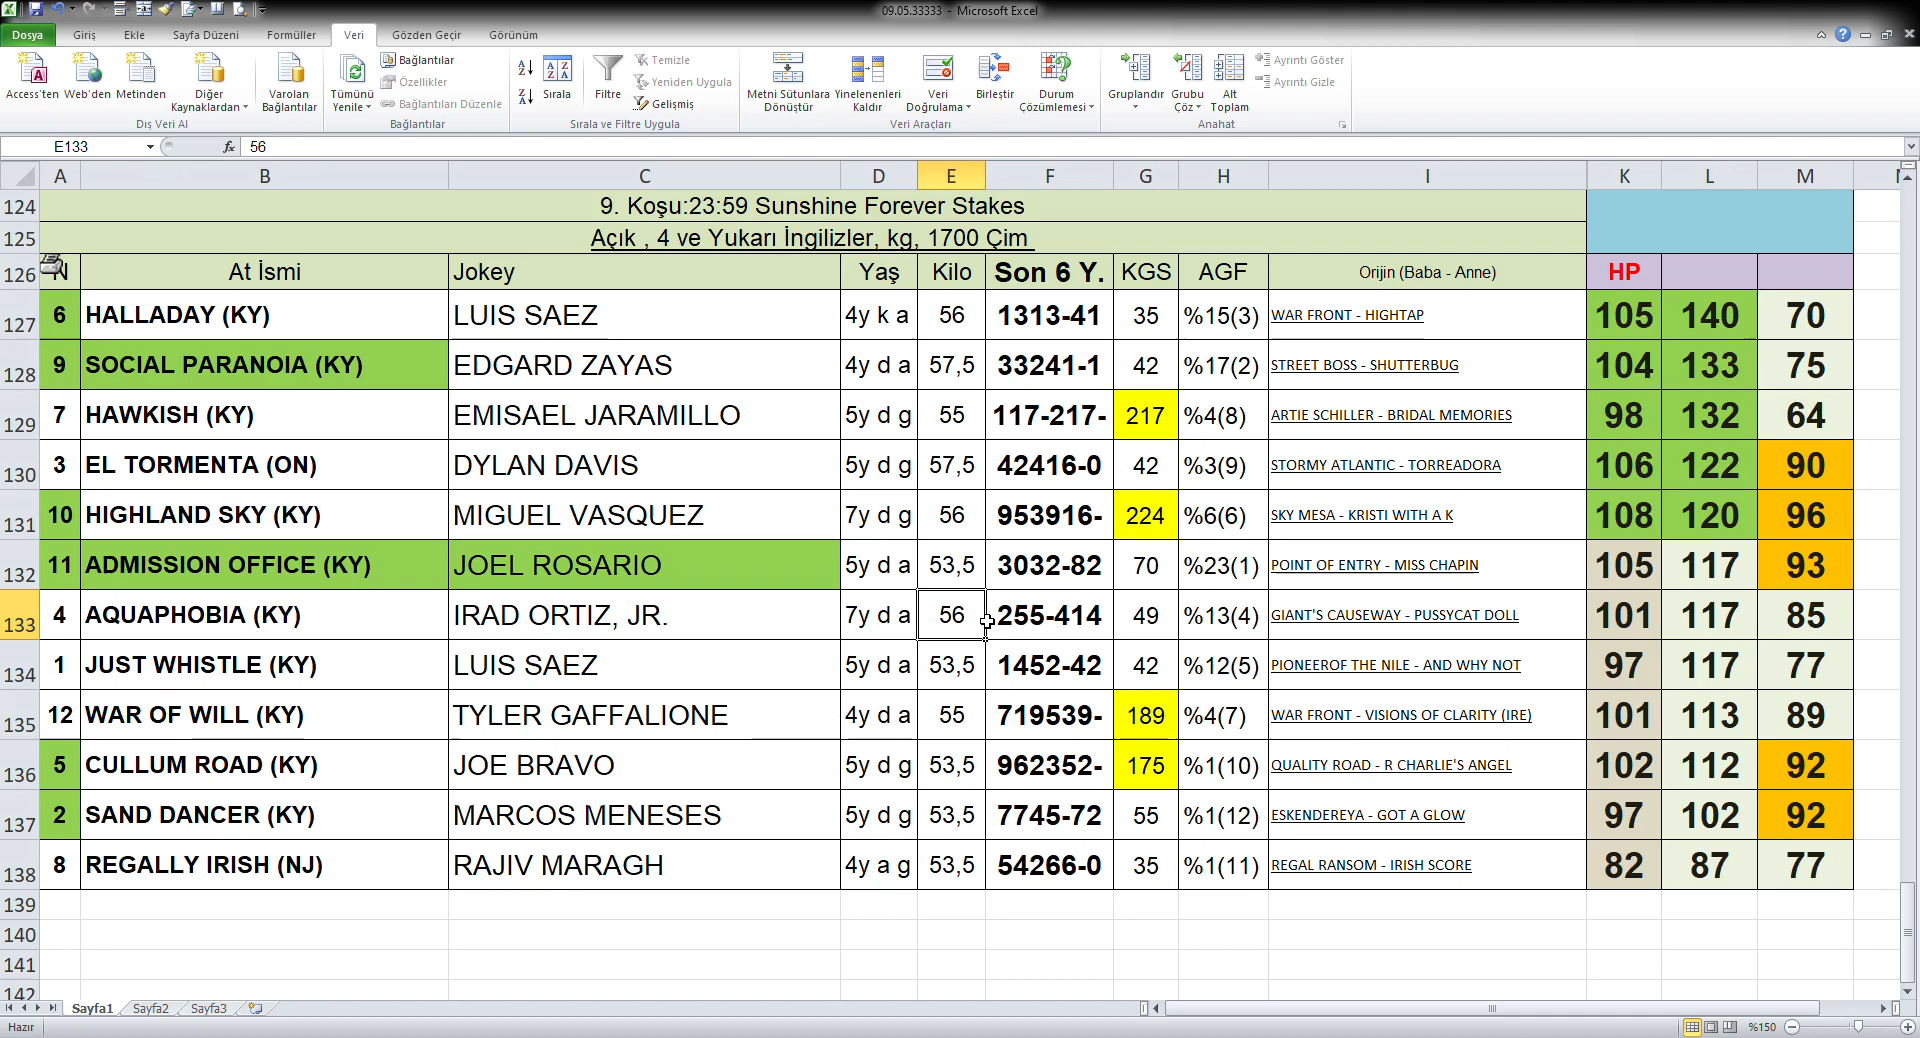 09.05.33333 - Microsoft Excel
Dosya Giriş Ekle Sayfa Düzeni Formüller Veri Gözden Geçir Görünüm
Access'ten Web'den Metinden Diğer Kaynaklardan Varolan Bağlantılar
Dış Veri Al
Tümünü Yenile Bağlantılar Özellikler Bağlantıları Düzenle
Bağlantılar
Sırala Filtre Temizle Yeniden Uygula Gelişmiş
Sırala ve Filtre Uygula
Metni Sütunlara Dönüştür Yinelenenleri Kaldır Veri Doğrulama Birleştir Durum Çözümlemesi
Veri Araçları
Gruplandır Grubu Çöz Alt Toplam Ayrıntı Göster Ayrıntı Gizle
Anahat
E133 fx 56
A B C D E F G H I K L M
124 9. Koşu:23:59 Sunshine Forever Stakes
125 Açık , 4 ve Yukarı İngilizler, kg, 1700 Çim
126 N At İsmi Jokey Yaş Kilo Son 6 Y. KGS AGF Orijin (Baba - Anne) HP
127 6 HALLADAY (KY) LUIS SAEZ 4y k a 56 1313-41 35 %15(3) WAR FRONT - HIGHTAP 105 140 70
128 9 SOCIAL PARANOIA (KY) EDGARD ZAYAS 4y d a 57,5 33241-1 42 %17(2) STREET BOSS - SHUTTERBUG 104 133 75
129 7 HAWKISH (KY) EMISAEL JARAMILLO 5y d g 55 117-217- 217 %4(8) ARTIE SCHILLER - BRIDAL MEMORIES 98 132 64
130 3 EL TORMENTA (ON) DYLAN DAVIS 5y d g 57,5 42416-0 42 %3(9) STORMY ATLANTIC - TORREADORA 106 122 90
131 10 HIGHLAND SKY (KY) MIGUEL VASQUEZ 7y d g 56 953916- 224 %6(6) SKY MESA - KRISTI WITH A K 108 120 96
132 11 ADMISSION OFFICE (KY) JOEL ROSARIO 5y d a 53,5 3032-82 70 %23(1) POINT OF ENTRY - MISS CHAPIN 105 117 93
133 4 AQUAPHOBIA (KY) IRAD ORTIZ, JR. 7y d a 56 255-414 49 %13(4) GIANT'S CAUSEWAY - PUSSYCAT DOLL 101 117 85
134 1 JUST WHISTLE (KY) LUIS SAEZ 5y d a 53,5 1452-42 42 %12(5) PIONEEROF THE NILE - AND WHY NOT 97 117 77
135 12 WAR OF WILL (KY) TYLER GAFFALIONE 4y d a 55 719539- 189 %4(7) WAR FRONT - VISIONS OF CLARITY (IRE) 101 113 89
136 5 CULLUM ROAD (KY) JOE BRAVO 5y d g 53,5 962352- 175 %1(10) QUALITY ROAD - R CHARLIE'S ANGEL 102 112 92
137 2 SAND DANCER (KY) MARCOS MENESES 5y d g 53,5 7745-72 55 %1(12) ESKENDEREYA - GOT A GLOW 97 102 92
138 8 REGALLY IRISH (NJ) RAJIV MARAGH 4y a g 53,5 54266-0 35 %1(11) REGAL RANSOM - IRISH SCORE 82 87 77
139
140
141
142
Sayfa1 Sayfa2 Sayfa3
Hazır %150